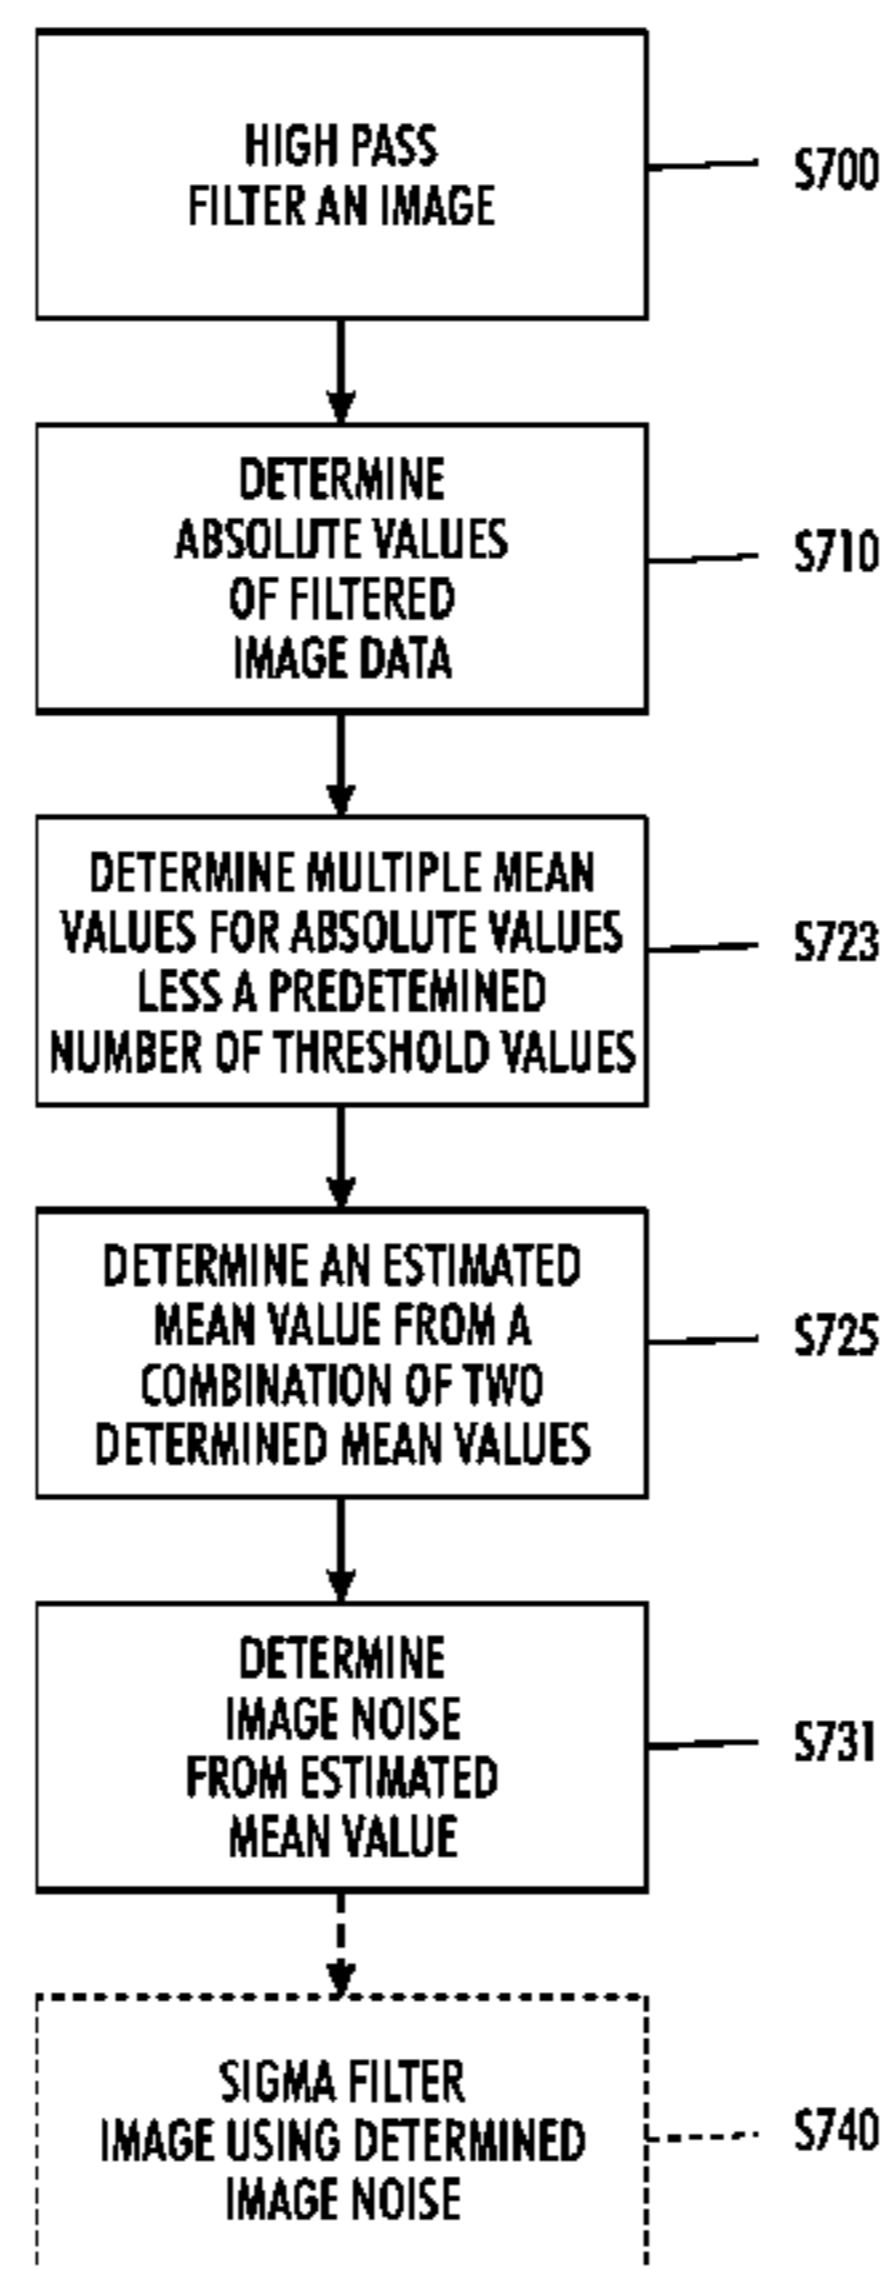 HIGH PASS
FILTER AN IMAGE
S700
DETERMINE
ABSOLUTE VALUES
OF FILTERED
IMAGE DATA
S710
DETERMINE MULTIPLE MEAN
VALUES FOR ABSOLUTE VALUES
LESS A PREDETEMINED
NUMBER OF THRESHOLD VALUES
S723
DETERMINE AN ESTIMATED
MEAN VALUE FROM A
COMBINATION OF TWO
DETERMINED MEAN VALUES
S725
DETERMINE
IMAGE NOISE
FROM ESTIMATED
MEAN VALUE
S731
SIGMA FILTER
IMAGE USING DETERMINED
IMAGE NOISE
S740